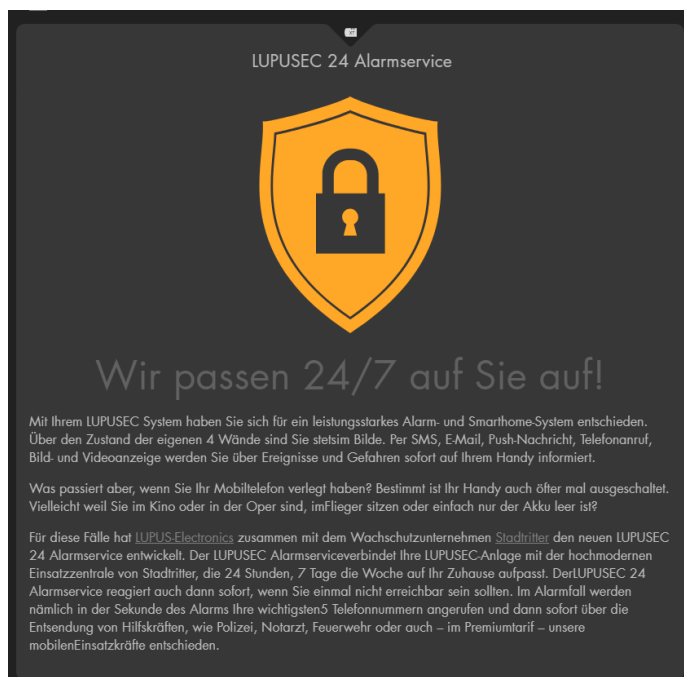 LUPUSEC 24 Alarmservice
Wir passen 24/7 auf Sie auf!
Mit Ihrem LUPUSEC System haben Sie sich für ein leistungsstarkes Alarm- und Smarthome-System entschieden.
Über den Zustand der eigenen 4 Wände sind Sie stetsim Bilde. Per SMS, E-Mail, Push-Nachricht, Telefonanruf,
Bild- und Videoanzeige werden Sie über Ereignisse und Gefahren sofort auf Ihrem Handy informiert.
Was passiert aber, wenn Sie Ihr Mobiltelefon verlegt haben? Bestimmt ist Ihr Handy auch öfter mal ausgeschaltet.
Vielleicht weil Sie im Kino oder in der Oper sind, imFlieger sitzen oder einfach nur der Akku leer ist?
Für diese Fälle hat LUPUS-Electronics zusammen mit dem Wachschutzunternehmen Stadtritter den neuen LUPUSEC
24 Alarmservice entwickelt. Der LUPUSEC Alarmserviceverbindet Ihre LUPUSEC-Anlage mit der hochmodernen
Einsatzzentrale von Stadtritter, die 24 Stunden, 7 Tage die Woche auf Ihr Zuhause aufpasst. DerLUPUSEC 24
Alarmservice reagiert auch dann sofort, wenn Sie einmal nicht erreichbar sein sollten. Im Alarmfall werden
nämlich in der Sekunde des Alarms Ihre wichtigsten5 Telefonnummern angerufen und dann sofort über die
Entsendung von Hilfskräften, wie Polizei, Notarzt, Feuerwehr oder auch – im Premiumtarif – unsere
mobilenEinsatzkräfte entschieden.